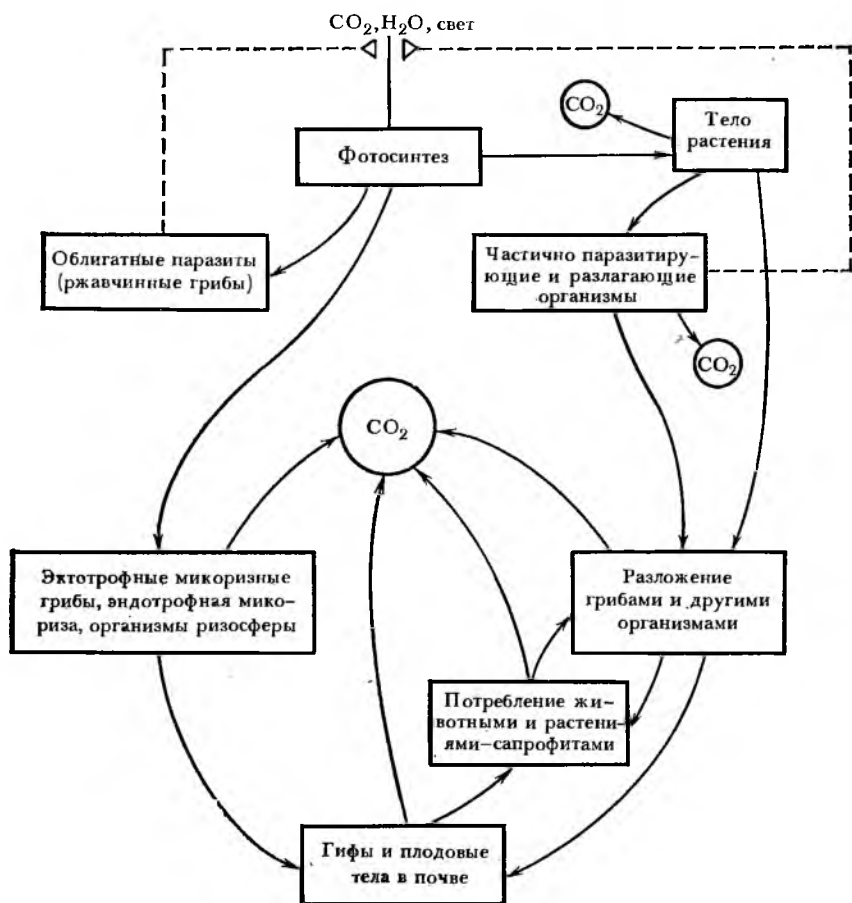 CO₂, H₂O, свет
CO₂
Тело
растения
Фотосинтез
Облигатные паразиты
(ржавчинные грибы)
Частично паразитиру-
ющие и разлагающие
организмы
CO₂
CO₂
Эктотрофные микоризные
грибы, эндотрофная мико-
риза, организмы ризосферы
Разложение
грибами и другими
организмами
Потребление жи-
вотными и растени-
ями-сапрофитами
Гифы и плодовые
тела в почве